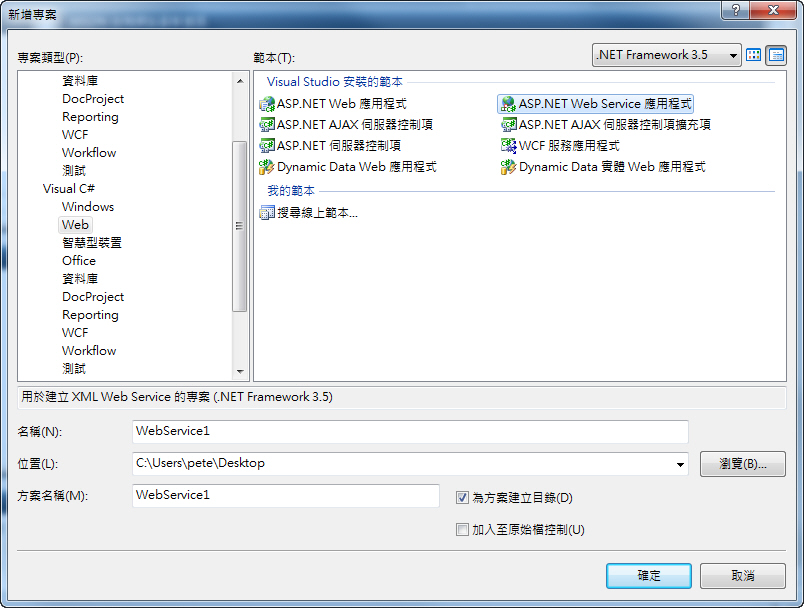 新增專案
專案類型(P):
範本(T):
.NET Framework 3.5
資料庫
DocProject
Reporting
WCF
Workflow
測試
Visual C#
Windows
Web
智慧型裝置
Office
資料庫
DocProject
Reporting
WCF
Workflow
測試
Visual Studio 安裝的範本
ASP.NET Web 應用程式
ASP.NET Web Service 應用程式
ASP.NET AJAX 伺服器控制項
ASP.NET AJAX 伺服器控制項擴充項
ASP.NET 伺服器控制項
WCF 服務應用程式
Dynamic Data Web 應用程式
Dynamic Data 實體 Web 應用程式
我的範本
搜尋線上範本...
用於建立 XML Web Service 的專案 (.NET Framework 3.5)
名稱(N):
WebService1
位置(L):
C:\Users\pete\Desktop
瀏覽(B)...
方案名稱(M):
WebService1
為方案建立目錄(D)
加入至原始檔控制(U)
確定
取消